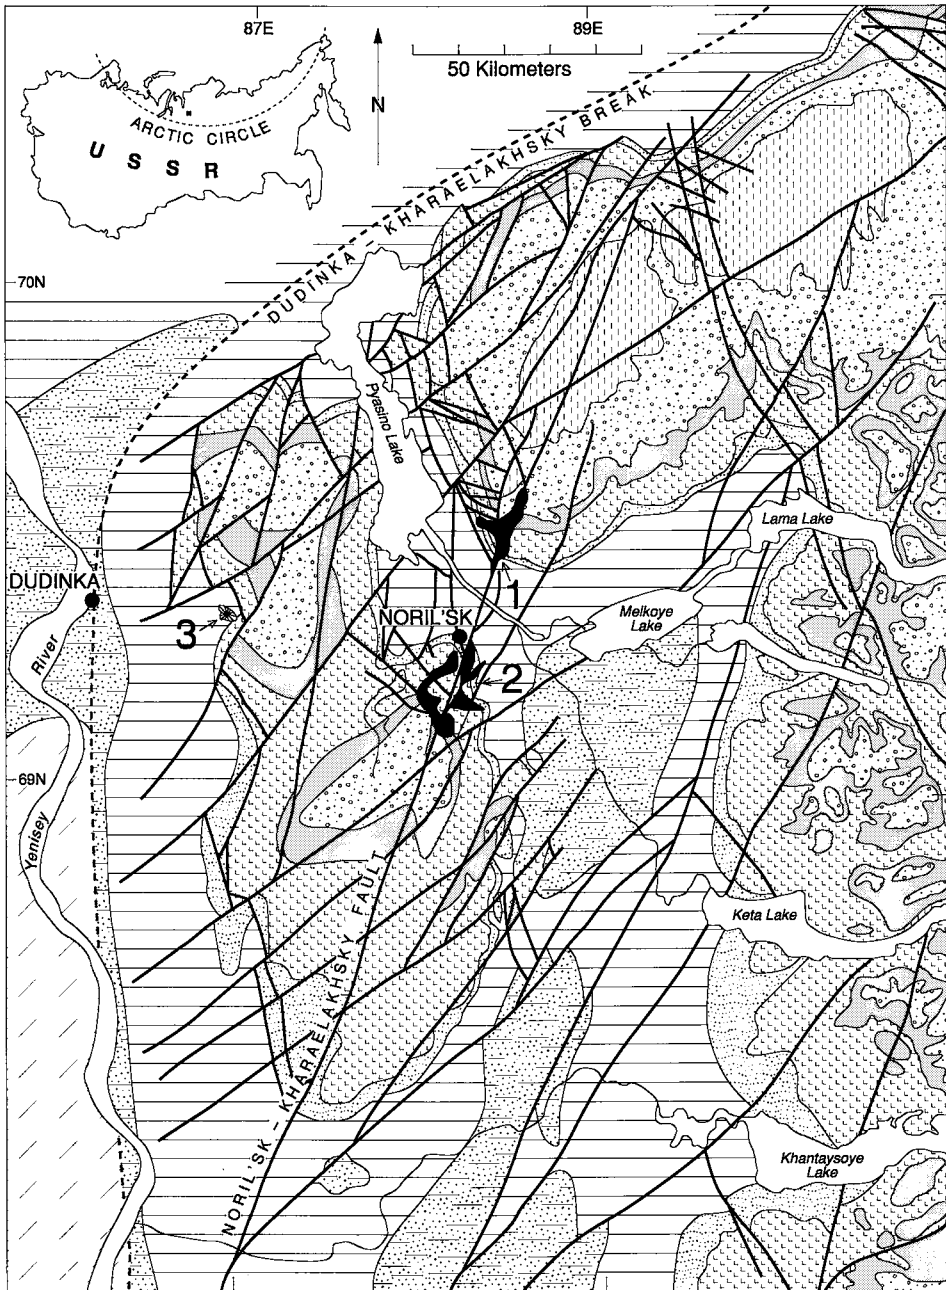 87E
89E
50 Kilometers
N
ARCTIC CIRCLE
USSR
DUDINKA – KHARAELAKHSKY BREAK
70N
Pyasino Lake
Lama Lake
DUDINKA
1
Melkoye
Lake
NORIL'SK
3
2
River
69N
Yenisey
Keta Lake
NORIL'SK – KHARAELAKHSKY FAULT
Khantaysoye
Lake